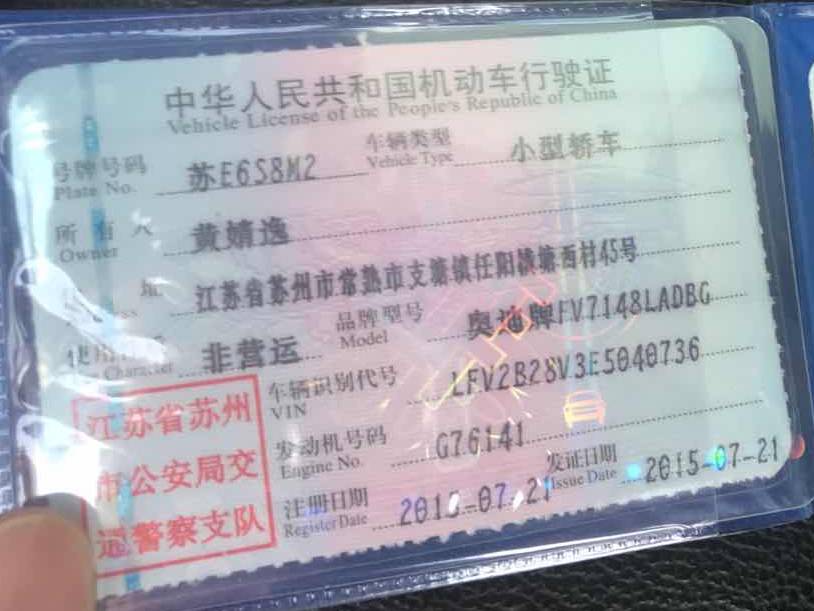 中华人民共和国机动车行驶证
Vehicle License of the People's Republic of China
号牌号码 苏E6S8M2 车辆类型 小型轿车
Plate No. Vehicle Type
所有人 黄婧逸
Owner
址 江苏省苏州市常熟市支塘镇任阳横塘西村45号
使用 非营运 品牌型号 奥迪牌FV7148LADBG
Character Model
车辆识别代号 LFV2B28V3E5040736
VIN
发动机号码 G76141
Engine No.
注册日期 发证日期 2015-07-21
Register Date Issue Date
江苏省苏州
市公安局交
通警察支队